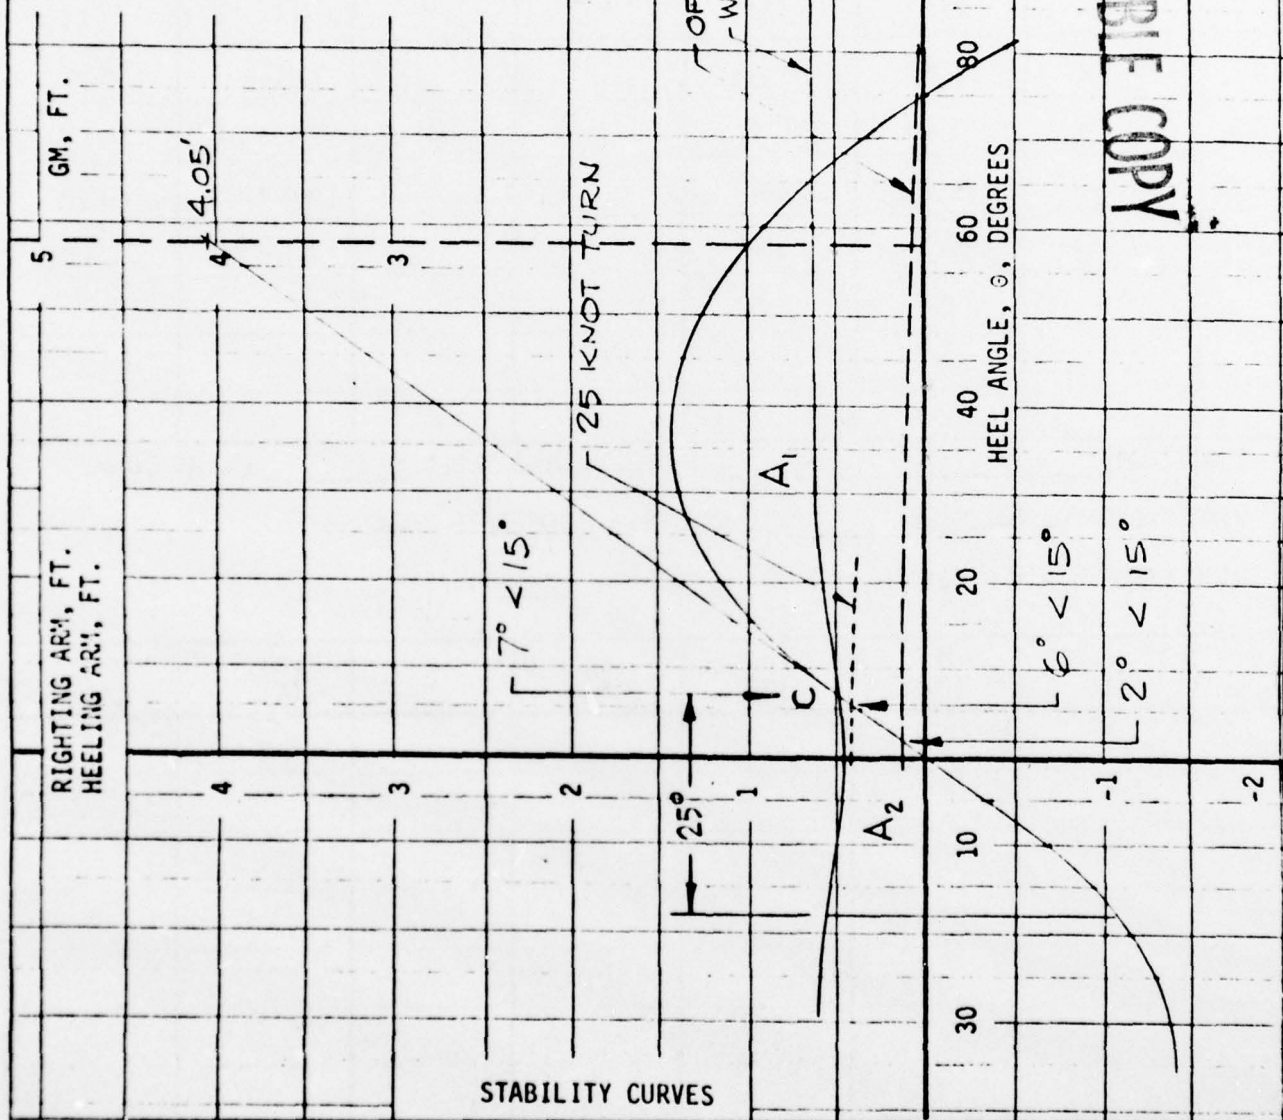 RIGHTING ARM, FT.
HEELING ARM, FT.
GM, FT.
5
4.05'
4
4
3
3
2
1
-1
-2
25 KNOT TURN
7° < 15°
25°
C
A₁
A₂
6° < 15°
2° < 15°
30
10
20
40
60
80
HEEL ANGLE, ⊙, DEGREES
STABILITY CURVES
COPY